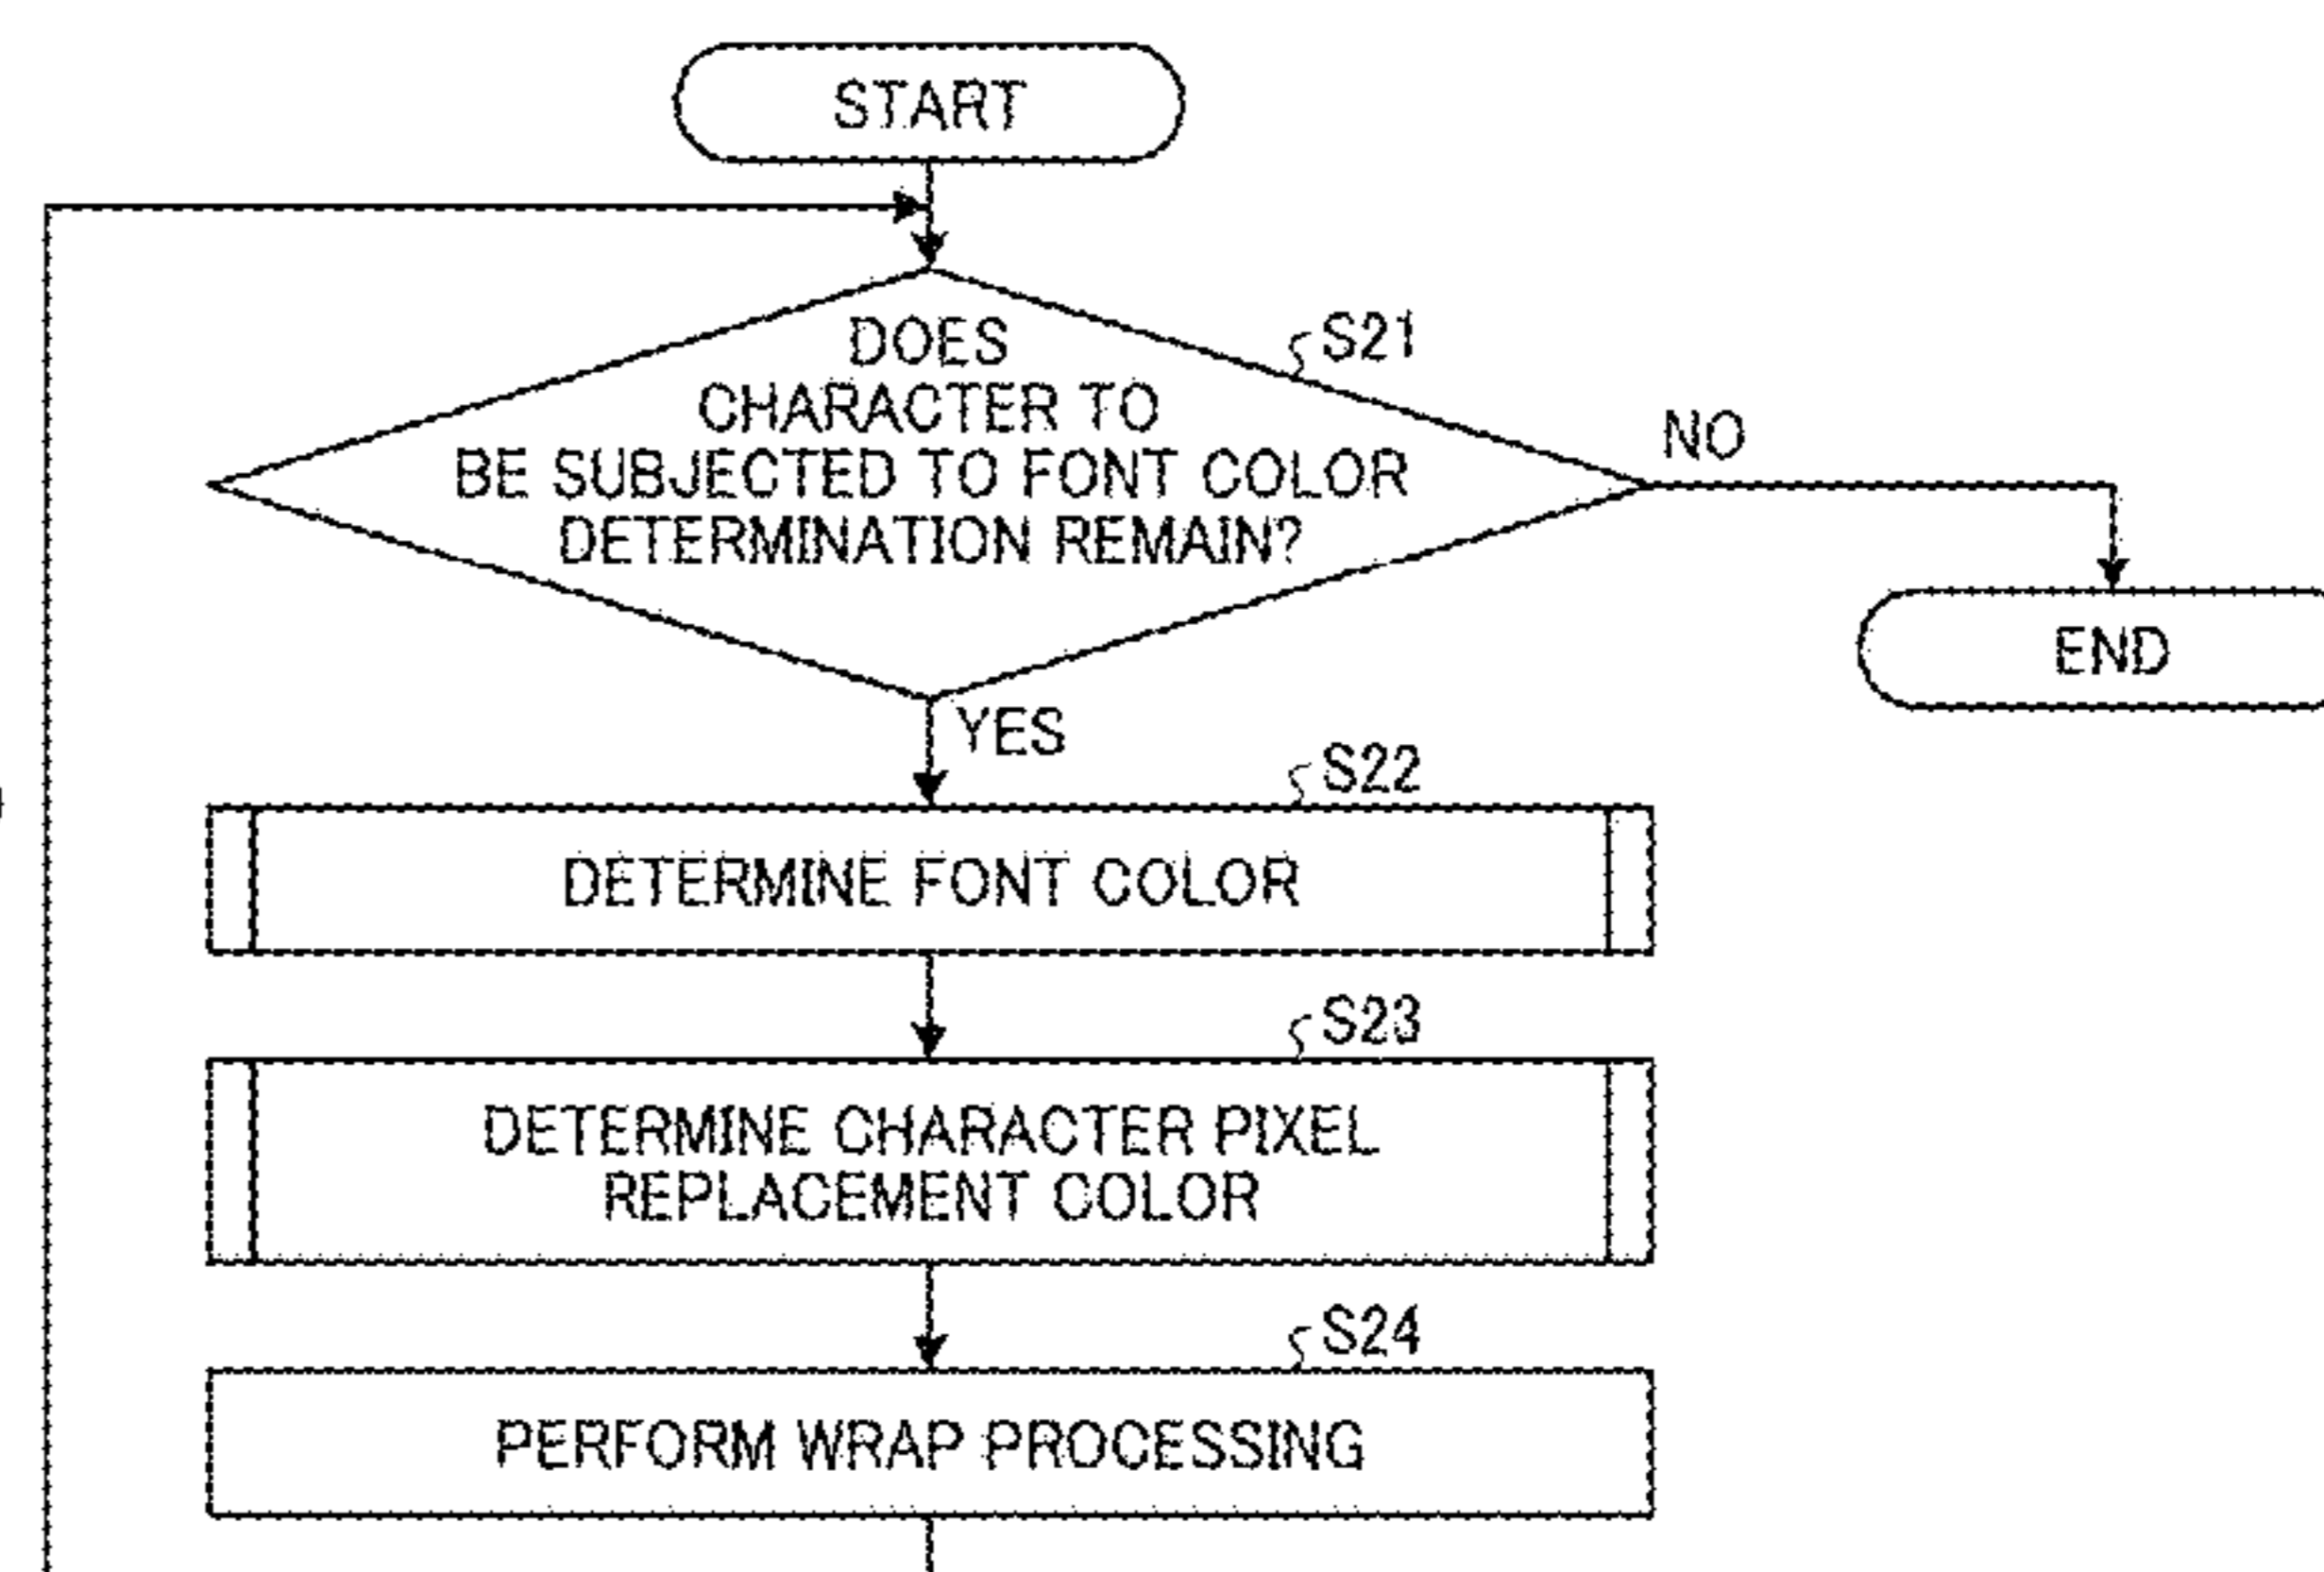 START
DOES
CHARACTER TO
BE SUBJECTED TO FONT COLOR
DETERMINATION REMAIN?
S21
NO
END
YES
S22
DETERMINE FONT COLOR
S23
DETERMINE CHARACTER PIXEL
REPLACEMENT COLOR
S24
PERFORM WRAP PROCESSING